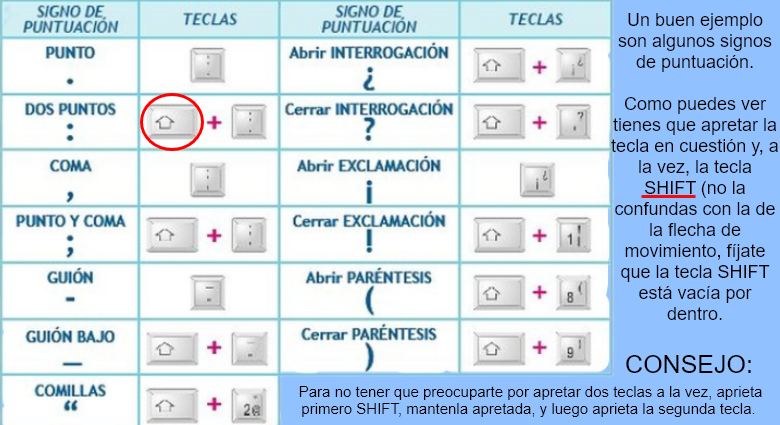 SIGNO DE PUNTUACIÓN TECLAS SIGNO DE PUNTUACIÓN TECLAS
PUNTO Abrir INTERROGACIÓN
. ¿ + ¡ ¿
DOS PUNTOS Cerrar INTERROGACIÓN
: + ? + ' ?
COMA Abrir EXCLAMACIÓN
, ¡ ¡ ¿
PUNTO Y COMA Cerrar EXCLAMACIÓN
; + ! + 1 !
GUIÓN Abrir PARÉNTESIS
- ( + 8 (
GUIÓN BAJO Cerrar PARÉNTESIS
_ + ) + 9
COMILLAS
“ + 2 @
Un buen ejemplo
son algunos signos
de puntuación.
Como puedes ver
tienes que apretar la
tecla en cuestión y, a
la vez, la tecla
SHIFT (no la
confundas con la de
la flecha de
movimiento, fíjate
que la tecla SHIFT
está vacía por
dentro.
CONSEJO:
Para no tener que preocuparte por apretar dos teclas a la vez, aprieta
primero SHIFT, mantenla apretada, y luego aprieta la segunda tecla.